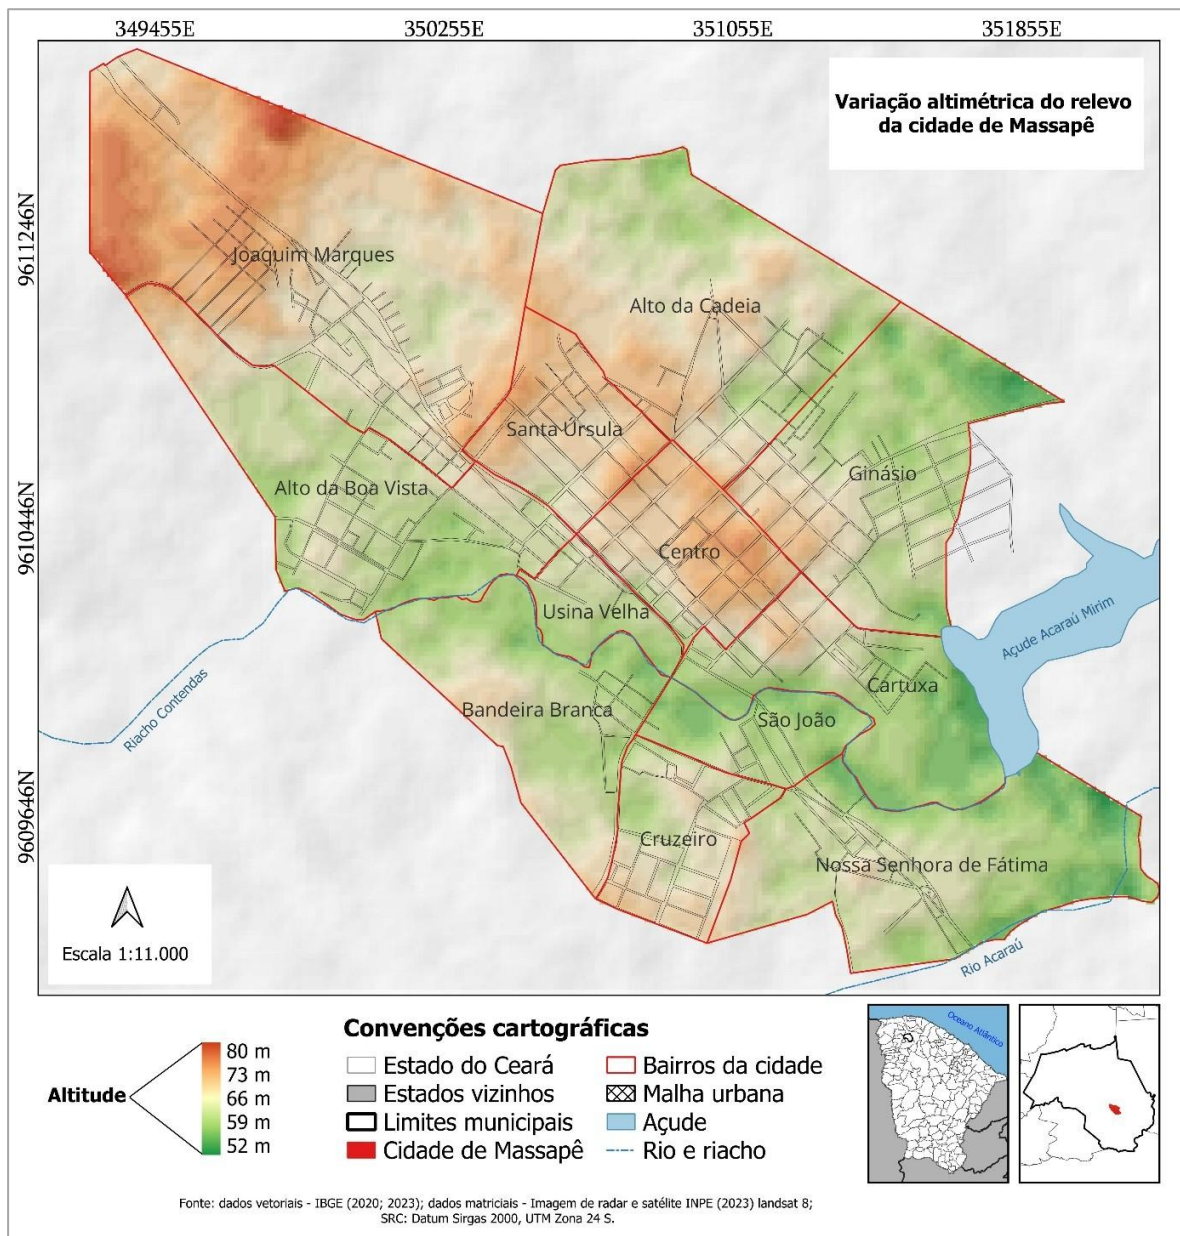 349455E
350255E
351055E
351855E
Variação altimétrica do relevo
da cidade de Massapê
9611246N
9610446N
9609646N
Joaquim Marques
Alto da Cadeia
Santa Úrsula
Alto da Boa Vista
Ginásio
Centro
Usina Velha
Açude Acaraú Mirim
Cartuxa
Riacho Contendas
Bandeira Branca
São João
Cruzeiro
Nossa Senhora de Fátima
Rio Acaraú
Escala 1:11.000
Altitude
80 m
73 m
66 m
59 m
52 m
Convenções cartográficas
Estado do Ceará
Estados vizinhos
Limites municipais
Cidade de Massapê
Bairros da cidade
Malha urbana
Açude
Rio e riacho
Oceano Atlântico
Fonte: dados vetoriais - IBGE (2020; 2023); dados matriciais - Imagem de radar e satélite INPE (2023) landsat 8;
SRC: Datum Sirgas 2000, UTM Zona 24 S.